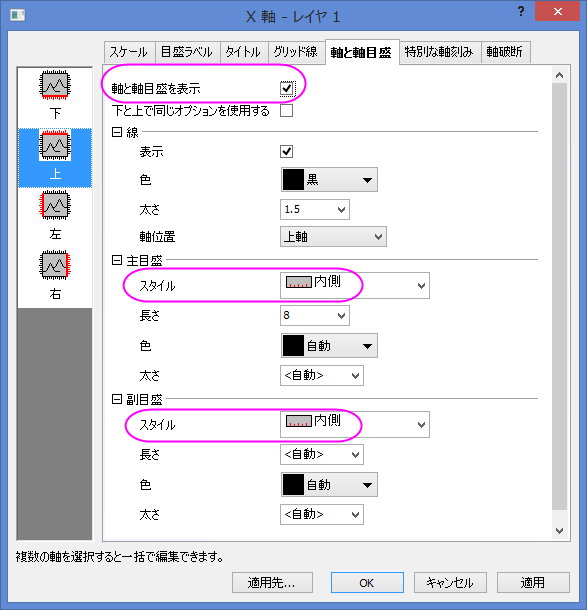 X 軸 - レイヤ 1
?
スケール 目盛ラベル タイトル グリッド線 軸と軸目盛 特別な軸刻み 軸破断
下
上
左
右
軸と軸目盛を表示
下と上で同じオプションを使用する
線
表示
色 黒
太さ 1.5
軸位置 上軸
主目盛
スタイル 内側
長さ 8
色 自動
太さ <自動>
副目盛
スタイル 内側
長さ <自動>
色 自動
太さ <自動>
複数の軸を選択すると一括で編集できます。
適用先... OK キャンセル 適用